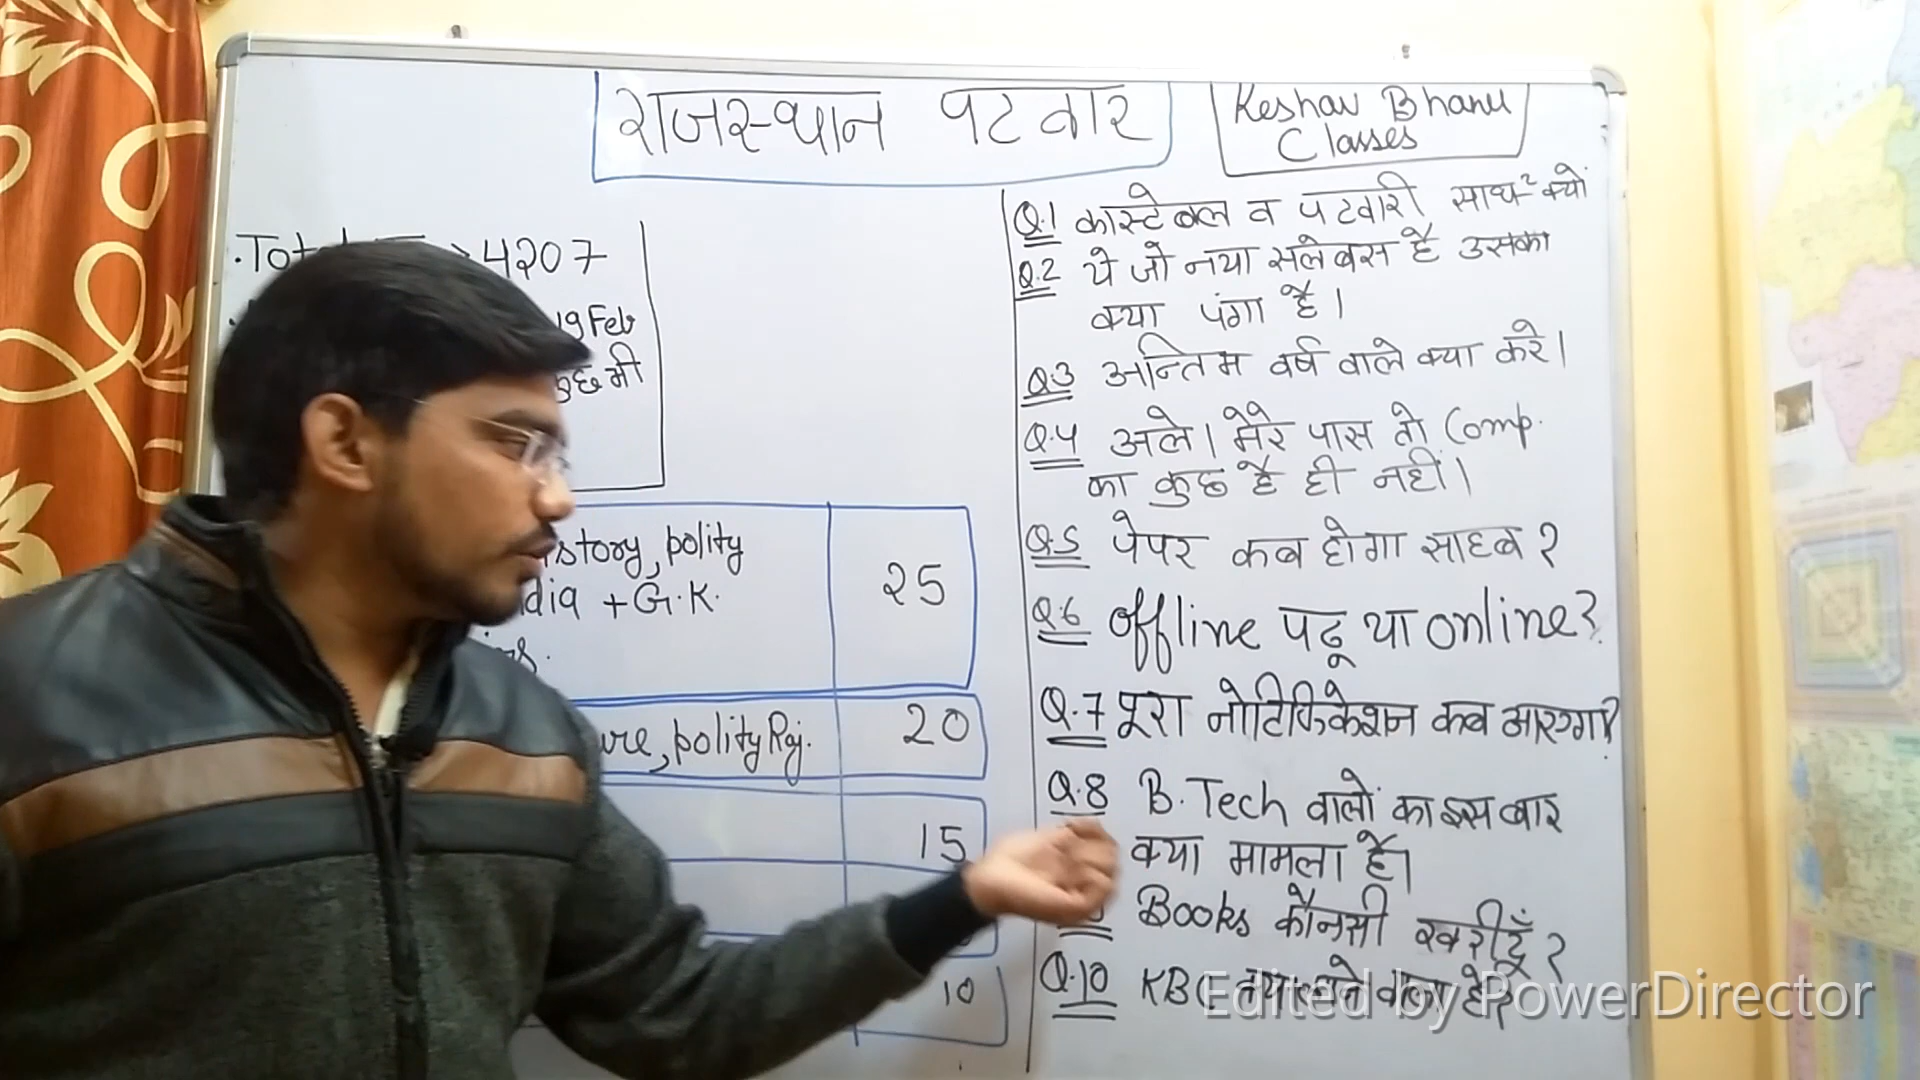 राजस्थान पटवार
Keshav Bhanu
Classes
4207
19 Feb
कुछ भी
story, polity
dia + G.K.
25
ure, polity Raj.
20
15
10
Q.1 कास्टेबल व पटवारी साथ-2 क्यों
Q.2 ये जो नया सलेबस है उसका
क्या पंगा है।
Q.3 अन्तिम वर्ष वाले क्या करे।
Q.4 अले। मेरे पास तो Comp.
का कुछ है ही नहीं।
Q.5 पेपर कब होगा साहब?
Q.6 offline पढू या online?
Q.7 पूरा नोटिफिकेशन कब आएगा?
Q.8 B.Tech वालों का इस बार
क्या मामला है।
Books कौनसी खरीदूँ?
Q.10 KBC
Edited by PowerDirector